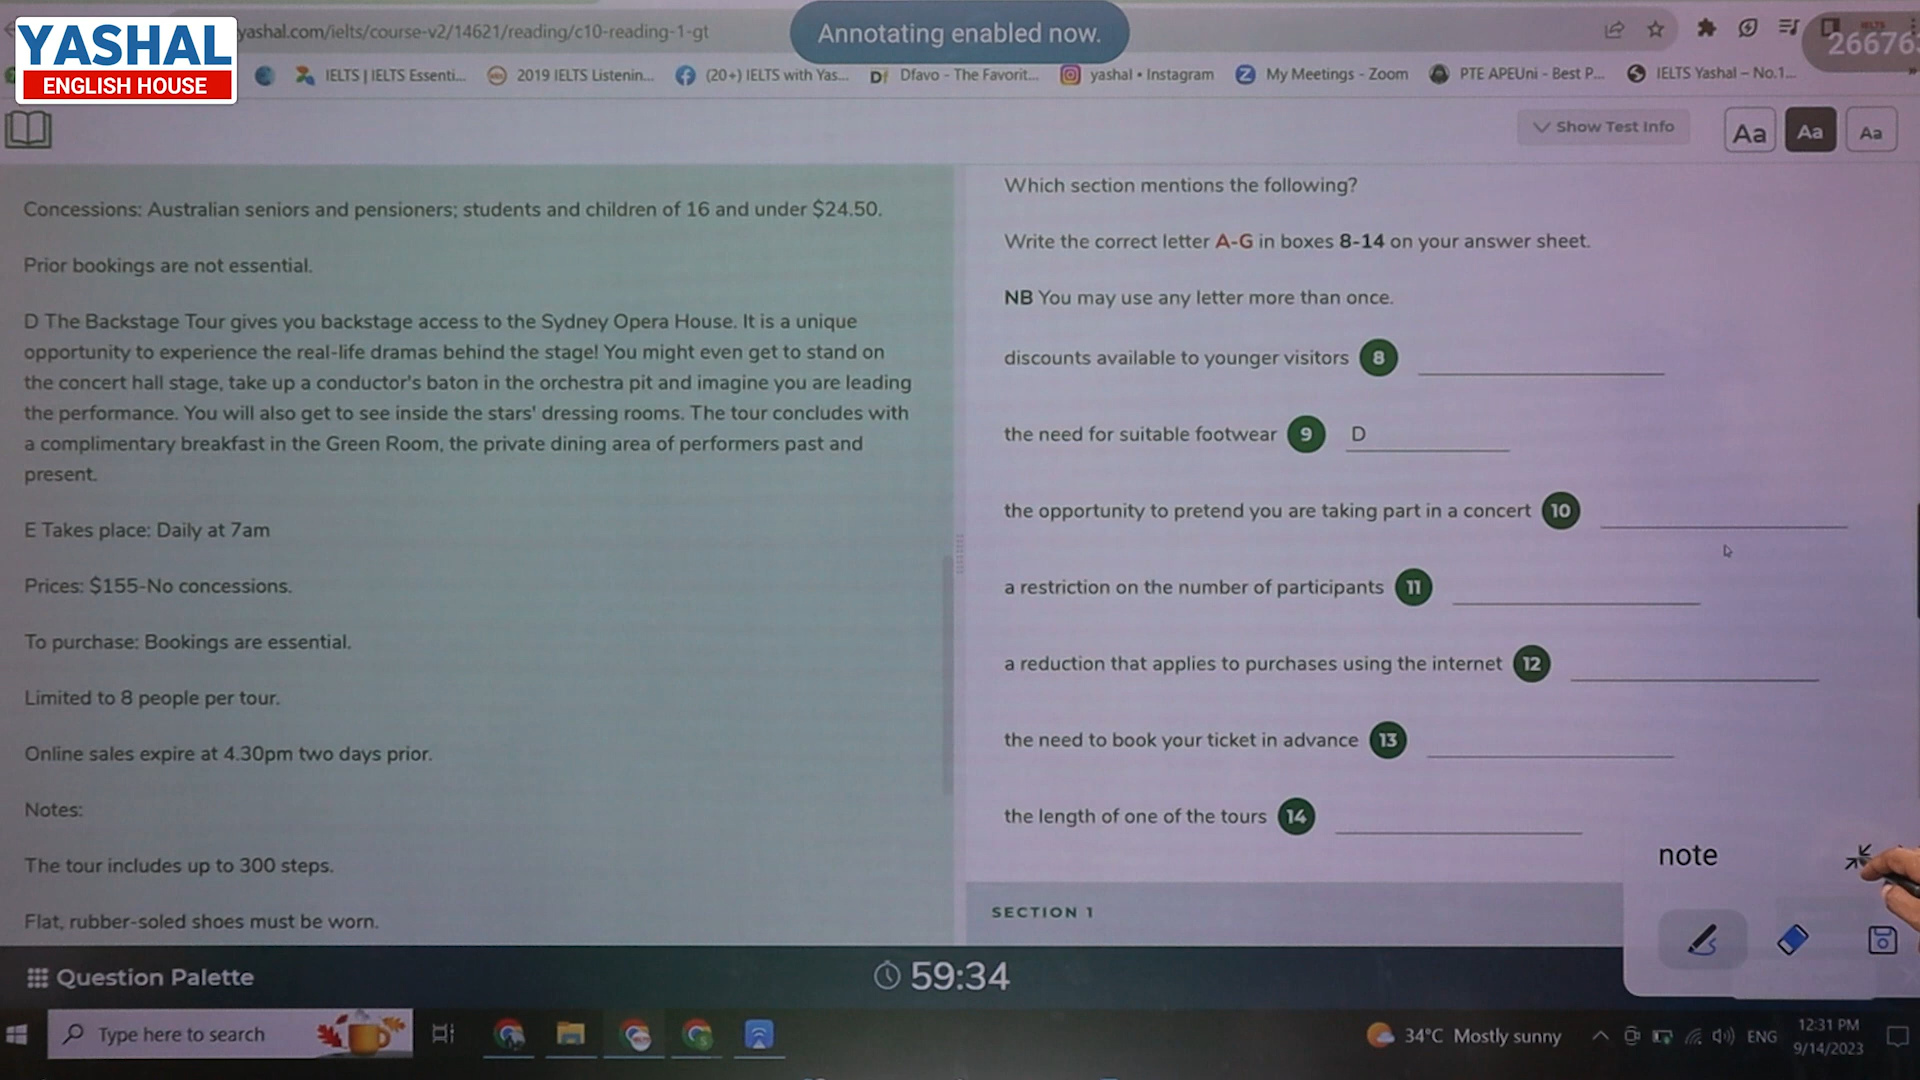 YASHAL
ENGLISH HOUSE
yashal.com/ielts/course-v2/14621/reading/c10-reading-1-gt
Annotating enabled now.
26676
IELTS | IELTS Essenti...
2019 IELTS Listenin...
(20+) IELTS with Yas...
Dfavo - The Favorit...
yashal • Instagram
My Meetings - Zoom
PTE APEUni - Best P...
IELTS Yashal – No.1...
Show Test Info
Aa
Aa
Aa
Concessions: Australian seniors and pensioners; students and children of 16 and under $24.50.
Prior bookings are not essential.
D The Backstage Tour gives you backstage access to the Sydney Opera House. It is a unique
opportunity to experience the real-life dramas behind the stage! You might even get to stand on
the concert hall stage, take up a conductor's baton in the orchestra pit and imagine you are leading
the performance. You will also get to see inside the stars' dressing rooms. The tour concludes with
a complimentary breakfast in the Green Room, the private dining area of performers past and
present.
E Takes place: Daily at 7am
Prices: $155-No concessions.
To purchase: Bookings are essential.
Limited to 8 people per tour.
Online sales expire at 4.30pm two days prior.
Notes:
The tour includes up to 300 steps.
Flat, rubber-soled shoes must be worn.
Which section mentions the following?
Write the correct letter A-G in boxes 8-14 on your answer sheet.
NB You may use any letter more than once.
discounts available to younger visitors 8
the need for suitable footwear 9 D
the opportunity to pretend you are taking part in a concert 10
a restriction on the number of participants 11
a reduction that applies to purchases using the internet 12
the need to book your ticket in advance 13
the length of one of the tours 14
note
SECTION 1
Question Palette
59:34
Type here to search
34°C Mostly sunny
ENG
12:31 PM
9/14/2023